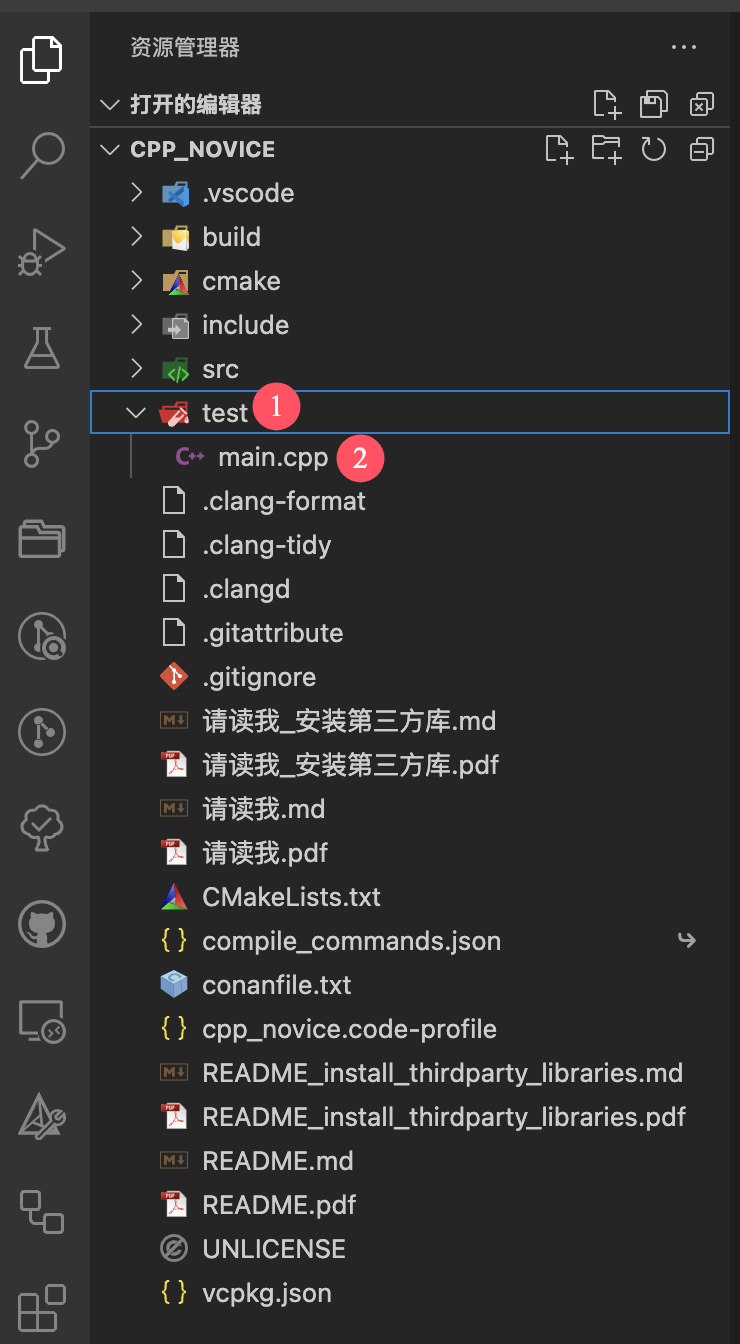 资源管理器
打开的编辑器
CPP_NOVICE
.vscode
build
cmake
include
src
test 1
C++ main.cpp 2
.clang-format
.clang-tidy
.clangd
.gitattribute
.gitignore
请读我_安装第三方库.md
请读我_安装第三方库.pdf
请读我.md
请读我.pdf
CMakeLists.txt
{} compile_commands.json
conanfile.txt
{} cpp_novice.code-profile
README_install_thirdparty_libraries.md
README_install_thirdparty_libraries.pdf
README.md
README.pdf
UNLICENSE
{} vcpkg.json